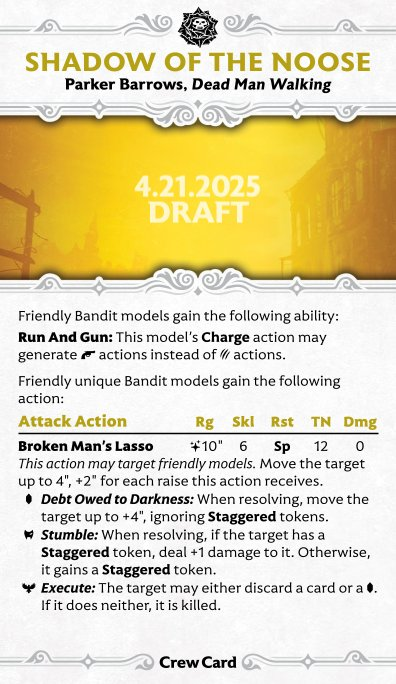 SHADOW OF THE NOOSE
Parker Barrows, Dead Man Walking
4.21.2025
DRAFT
Friendly Bandit models gain the following ability:
Run And Gun: This model's Charge action may
generate actions instead of actions.
Friendly unique Bandit models gain the following
action:
Attack Action Rg Skl Rst TN Dmg
Broken Man's Lasso 10" 6 Sp 12 0
This action may target friendly models. Move the target
up to 4", +2" for each raise this action receives.
Debt Owed to Darkness: When resolving, move the
target up to +4", ignoring Staggered tokens.
Stumble: When resolving, if the target has a
Staggered token, deal +1 damage to it. Otherwise,
it gains a Staggered token.
Execute: The target may either discard a card or a .
If it does neither, it is killed.
Crew Card